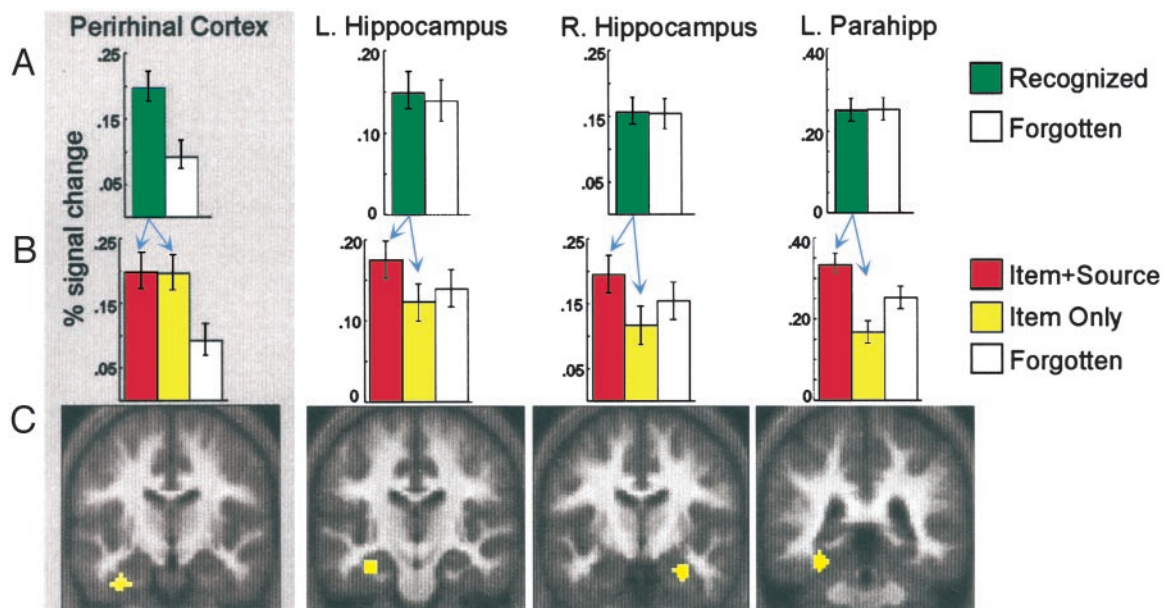 Perirhinal Cortex
L. Hippocampus
R. Hippocampus
L. Parahipp
A
% signal change
.25
.15
.05
.20
.10
0
.25
.15
.05
.40
.20
0
Recognized
Forgotten
B
.25
.15
.05
.20
.10
0
.25
.15
.05
.40
.20
0
Item+Source
Item Only
Forgotten
C